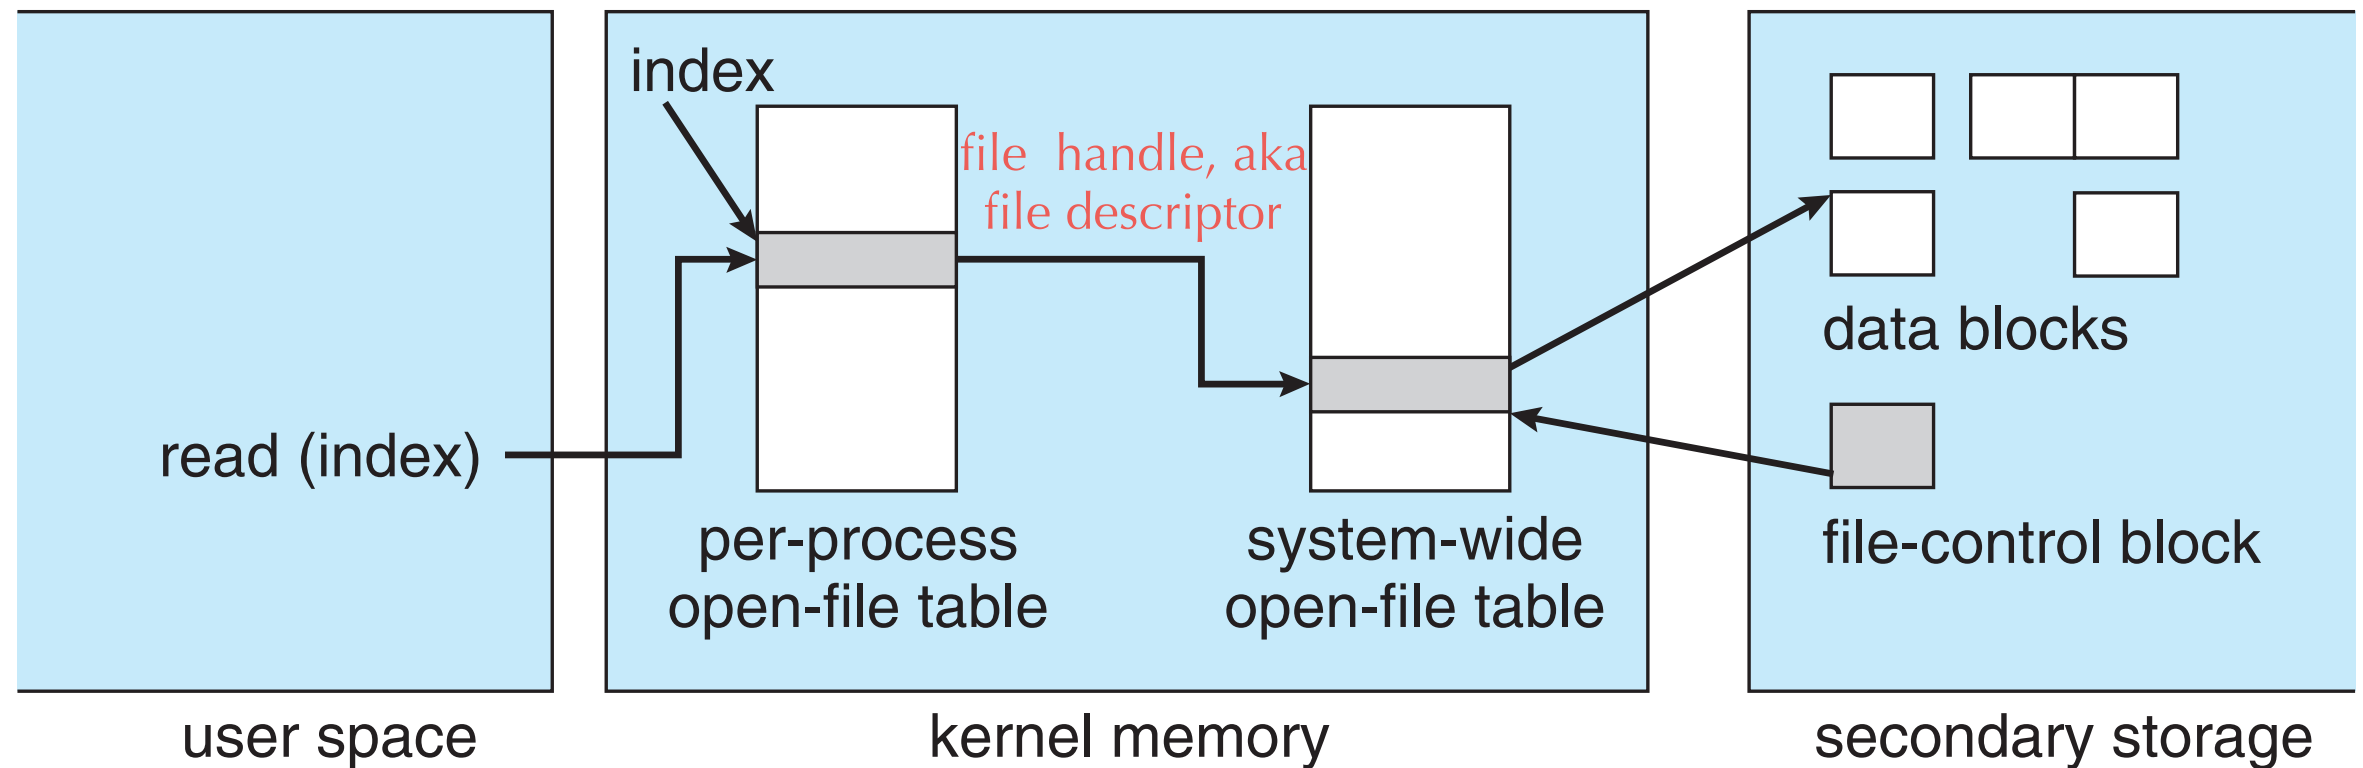 index
file handle, aka
file descriptor
data blocks
read (index)
per-process
open-file table
system-wide
open-file table
file-control block
user space
kernel memory
secondary storage